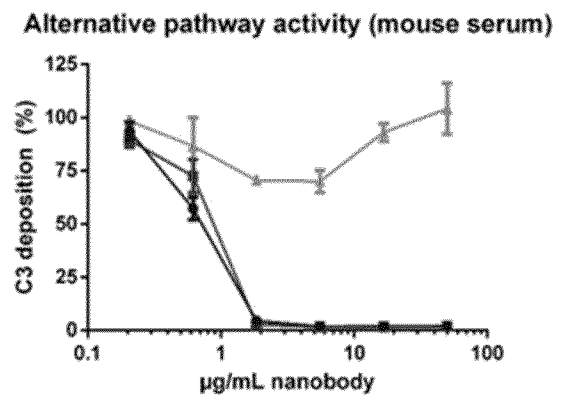 Alternative pathway activity (mouse serum)
125
100
75
50
25
0
C3 deposition (%)
0.1 1 10 100
µg/mL nanobody